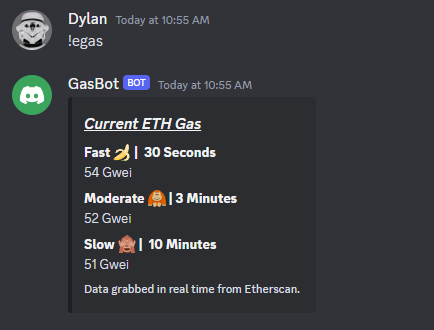 Dylan Today at 10:55 AM
!egas
GasBot BOT Today at 10:55 AM
Current ETH Gas
Fast 🍌 | 30 Seconds
54 Gwei
Moderate 🦧 | 3 Minutes
52 Gwei
Slow 🙈 | 10 Minutes
51 Gwei
Data grabbed in real time from Etherscan.